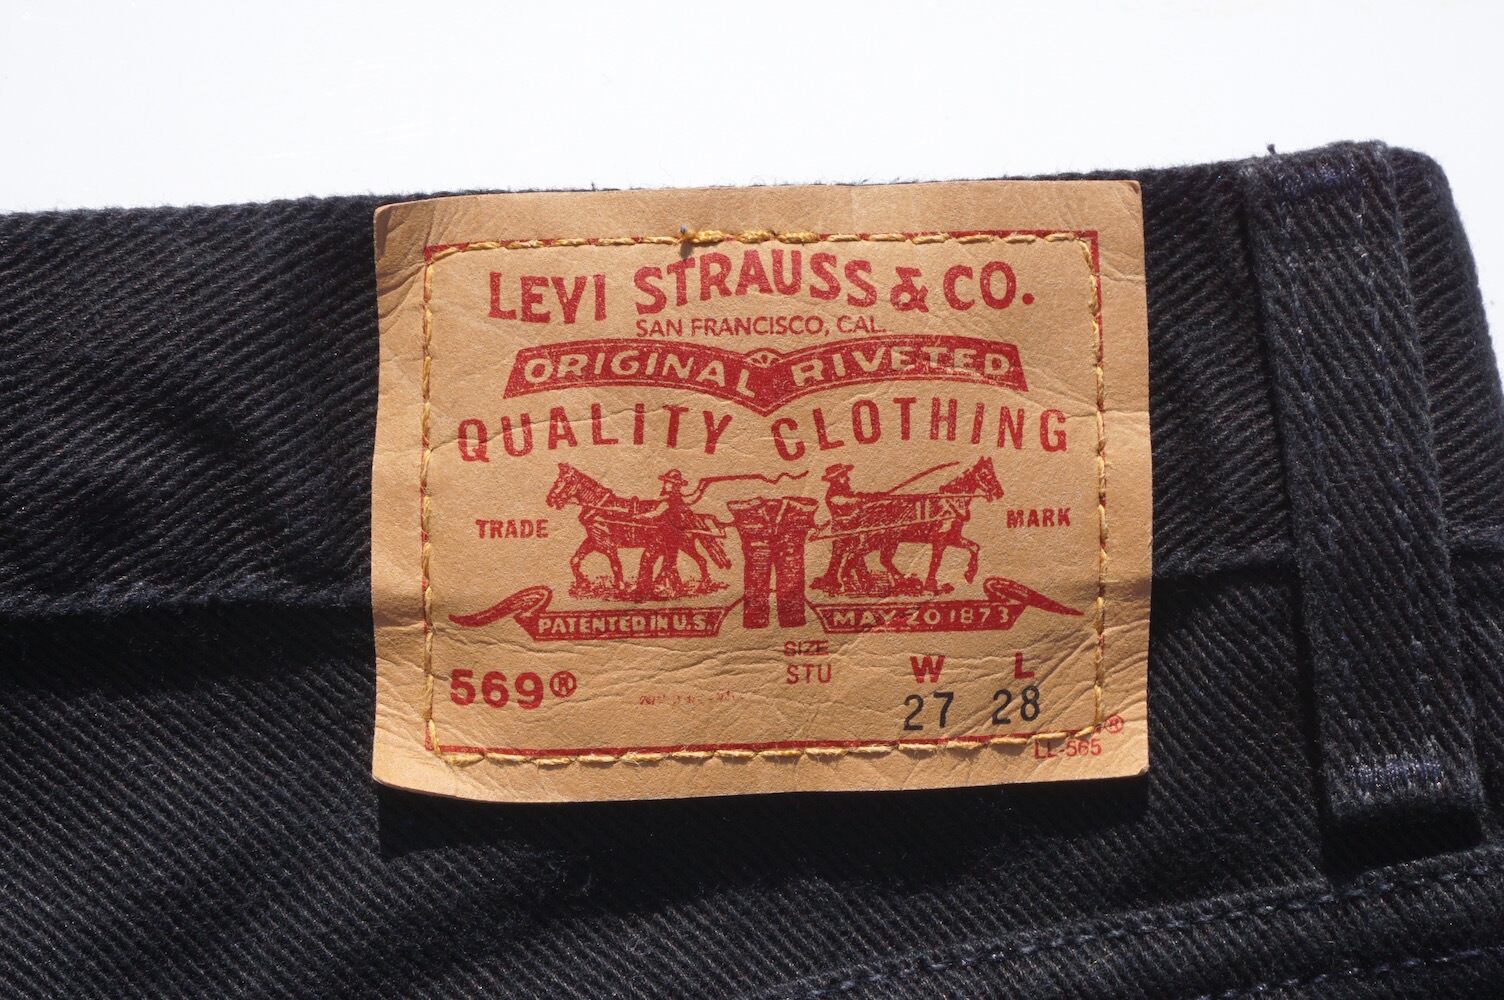 LEVI STRAUSS & CO.
SAN FRANCISCO, CAL.
ORIGINAL RIVETED
QUALITY CLOTHING
TRADE MARK
PATENTED IN U.S. MAY 20 1873
SIZE
STU W L
569® 27 28
®
LL-565